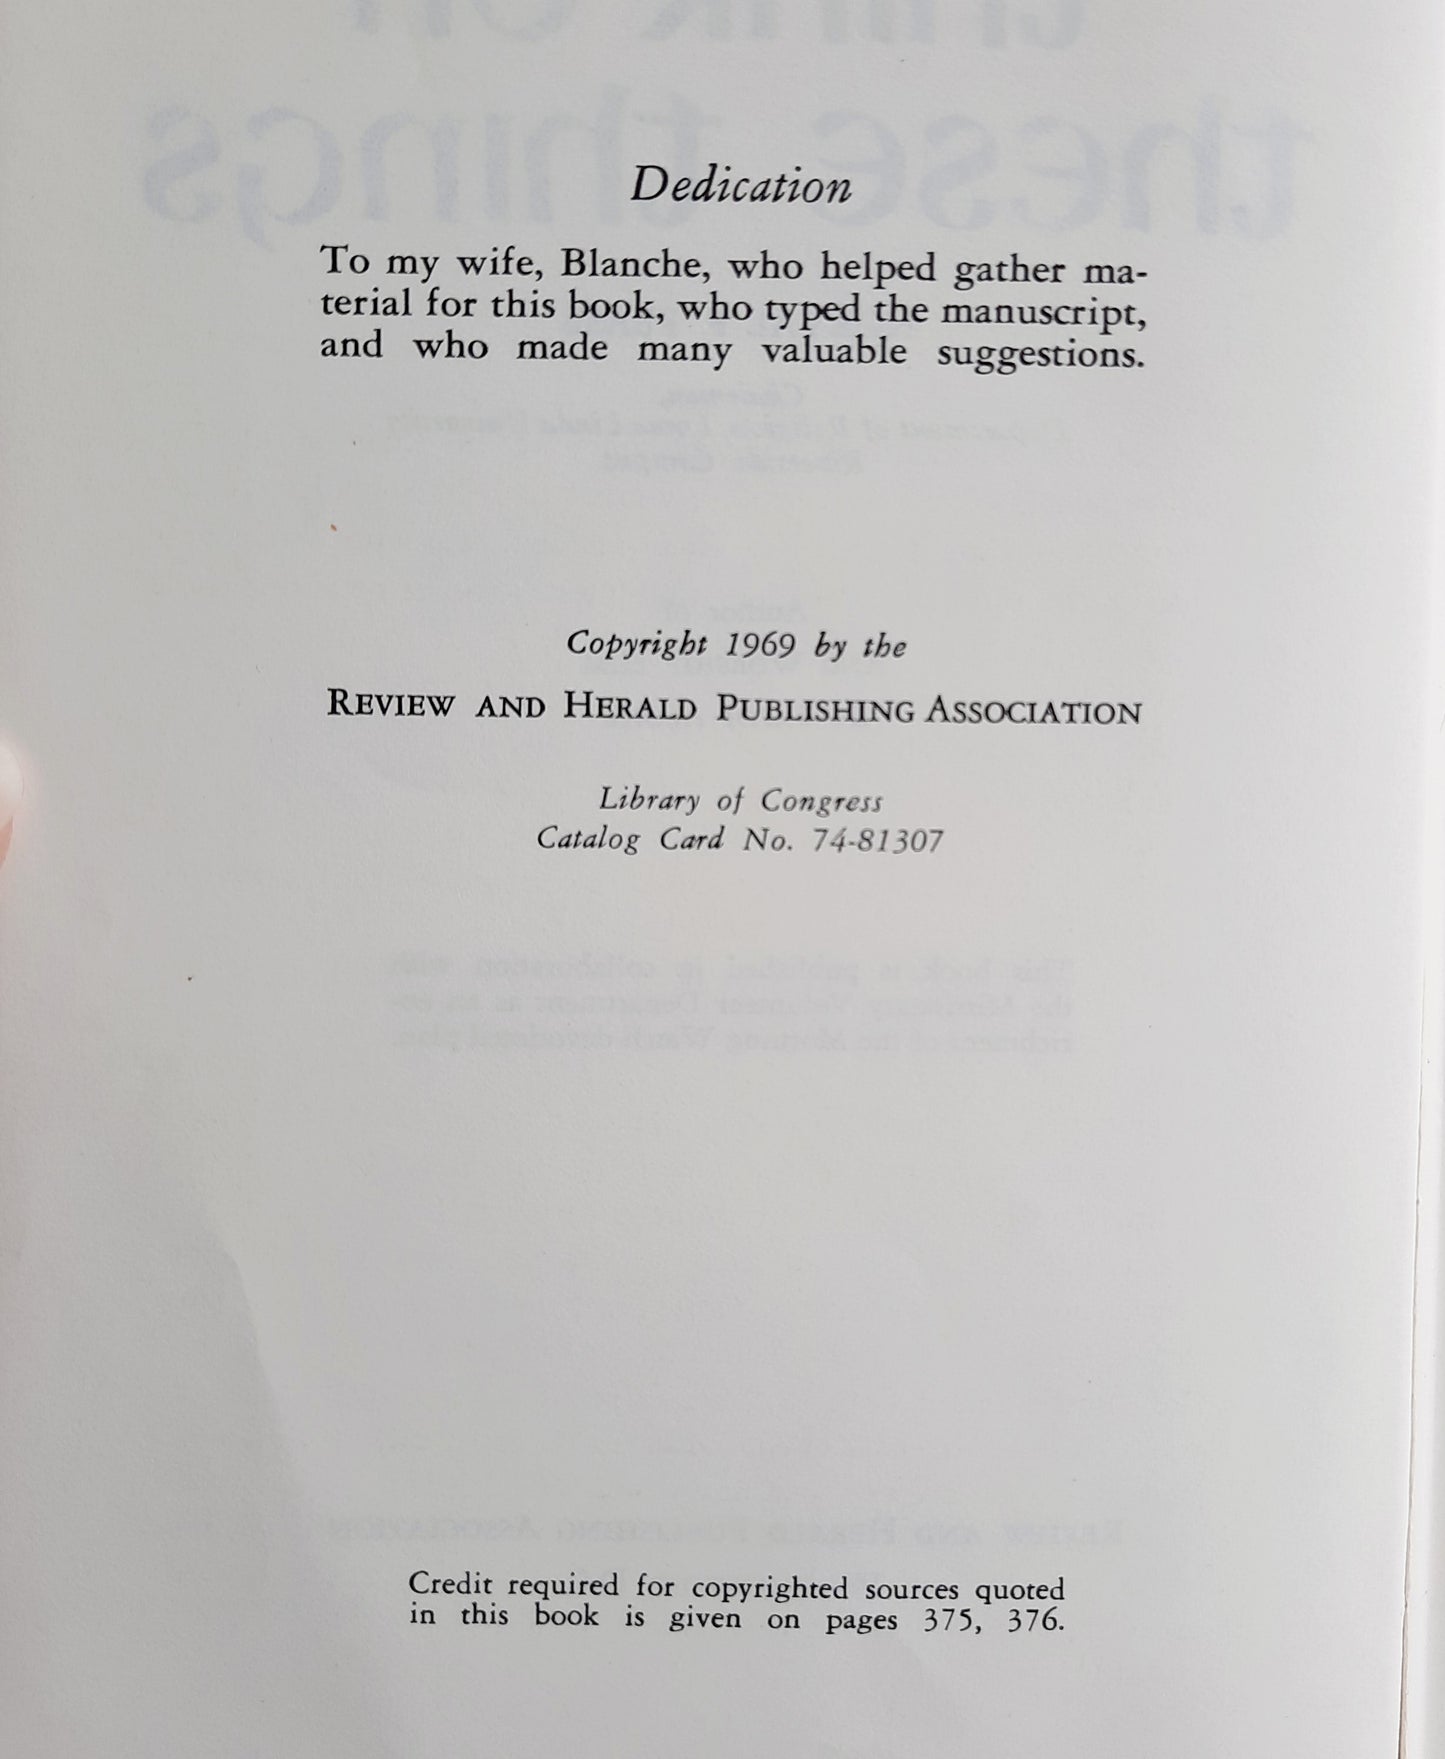 Dedication
To my wife, Blanche, who helped gather ma-
terial for this book, who typed the manuscript,
and who made many valuable suggestions.
Copyright 1969 by the
REVIEW AND HERALD PUBLISHING ASSOCIATION
Library of Congress
Catalog Card No. 74-81307
Credit required for copyrighted sources quoted
in this book is given on pages 375, 376.